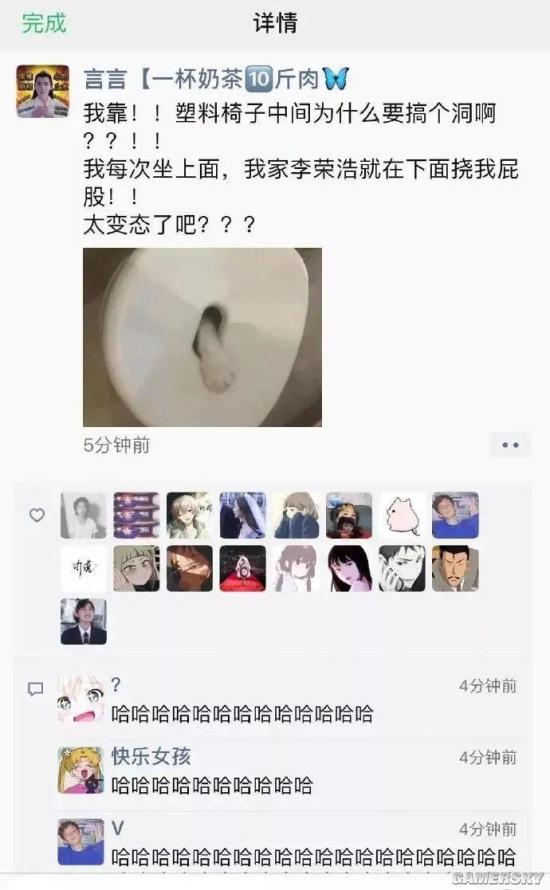 完成
详情
言言【一杯奶茶🔟斤肉🦋
我靠！！塑料椅子中间为什么要搞个洞啊
？？！！
我每次坐上面，我家李荣浩就在下面挠我屁
股！！
太变态了吧？？？
5分钟前
?
4分钟前
哈哈哈哈哈哈哈哈哈哈哈哈哈
快乐女孩
4分钟前
哈哈哈哈哈哈哈哈哈哈
V
4分钟前
哈哈哈哈哈哈哈哈哈哈哈哈哈哈哈哈哈哈哈哈
GAMERSKY